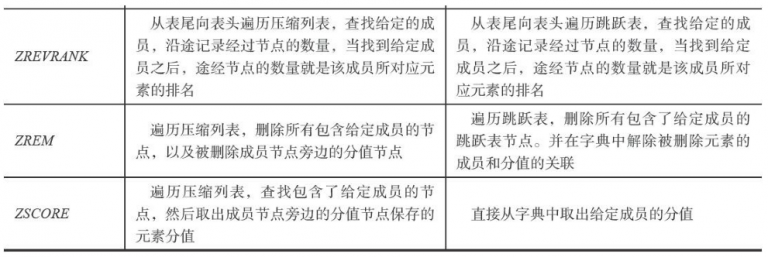 ZREVRANK
从表尾向表头遍历压缩列表，查找给定的成
员，沿途记录经过节点的数量，当找到给定成
员之后，途经节点的数量就是该成员所对应元
素的排名
从表尾向表头遍历跳跃表，查找给定的
成员，沿途记录经过节点的数量，当找到给定
成员之后，途经节点的数量就是该成员所对
应元素的排名
ZREM
遍历压缩列表，删除所有包含给定成员的节
点，以及被删除成员节点旁边的分值节点
遍历跳跃表，删除所有包含了给定成员的
跳跃表节点。并在字典中解除被删除元素的
成员和分值的关联
ZSCORE
遍历压缩列表，查找包含了给定成员的节
点，然后取出成员节点旁边的分值节点保存的
元素分值
直接从字典中取出给定成员的分值